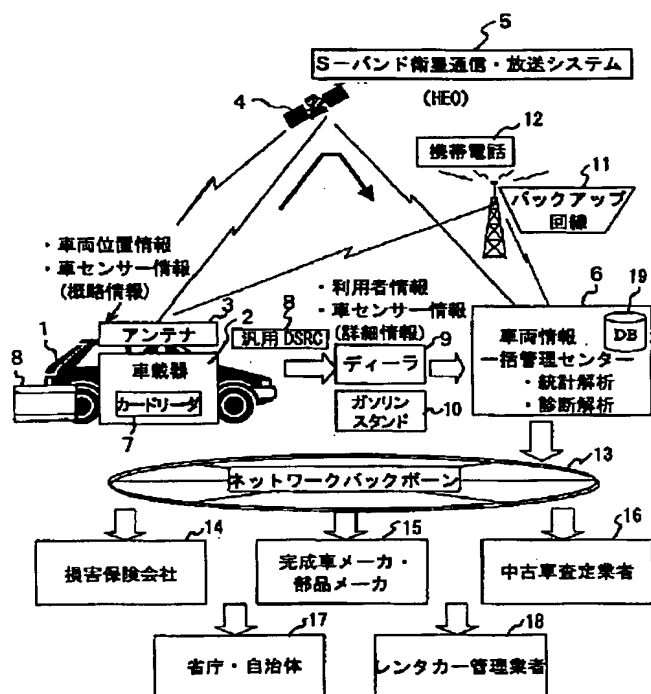 5
S-バンド衛星通信・放送システム
(HEO)
4
12
携帯電話
11
バックアップ
回線
・車両位置情報
・車センサー情報
(概略情報)
・利用者情報
・車センサー情報
(詳細情報)
6
19
DB
車両情報
一括管理センター
・統計解析
・診断解析
1
3
アンテナ
2
車載器
8
汎用DSRC
9
ディーラ
8
カードリーダ
7
ガソリン
スタンド
10
ネットワークバックボーン
13
14
損害保険会社
15
完成車メーカ・
部品メーカ
16
中古車査定業者
17
省庁・自治体
18
レンタカー管理業者